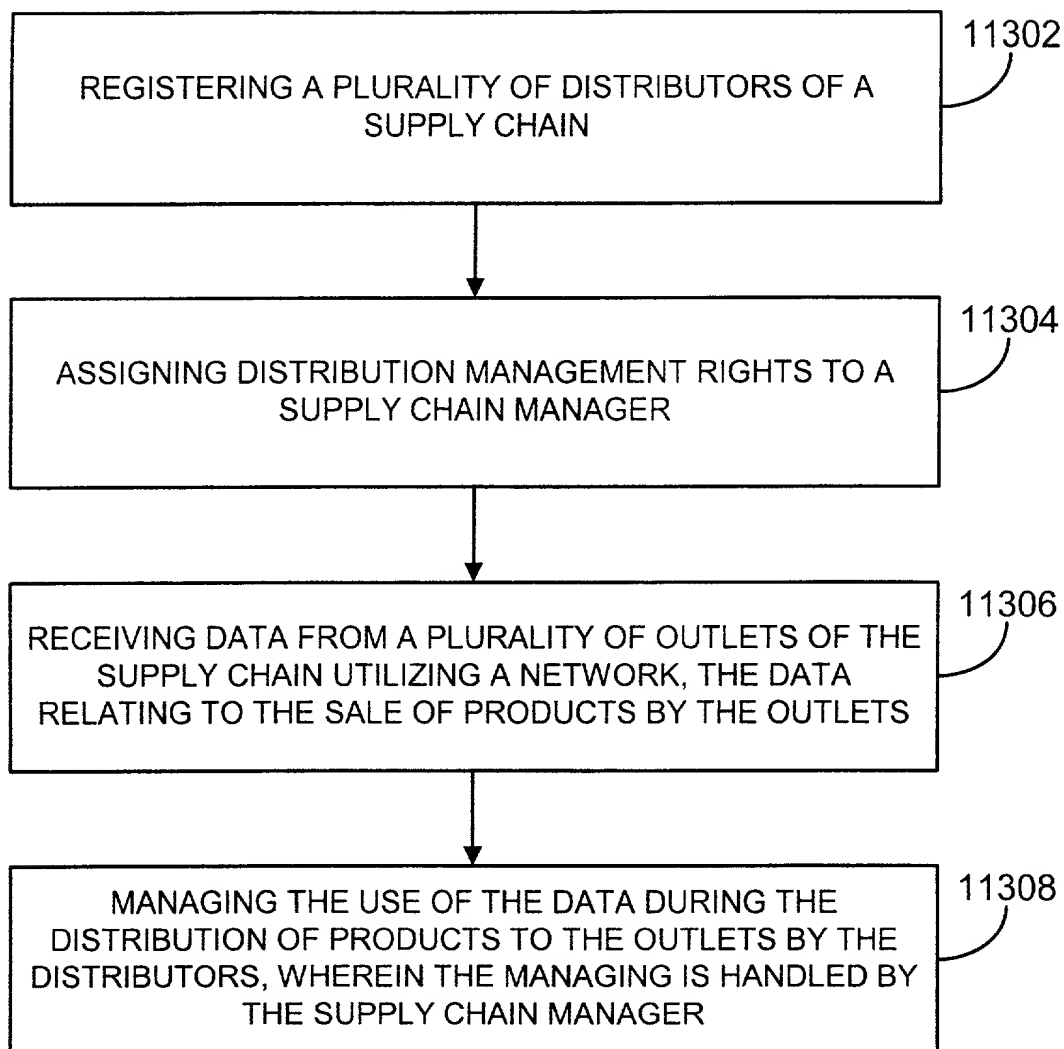 11302
REGISTERING A PLURALITY OF DISTRIBUTORS OF A
SUPPLY CHAIN
11304
ASSIGNING DISTRIBUTION MANAGEMENT RIGHTS TO A
SUPPLY CHAIN MANAGER
11306
RECEIVING DATA FROM A PLURALITY OF OUTLETS OF THE
SUPPLY CHAIN UTILIZING A NETWORK, THE DATA
RELATING TO THE SALE OF PRODUCTS BY THE OUTLETS
11308
MANAGING THE USE OF THE DATA DURING THE
DISTRIBUTION OF PRODUCTS TO THE OUTLETS BY THE
DISTRIBUTORS, WHEREIN THE MANAGING IS HANDLED BY
THE SUPPLY CHAIN MANAGER